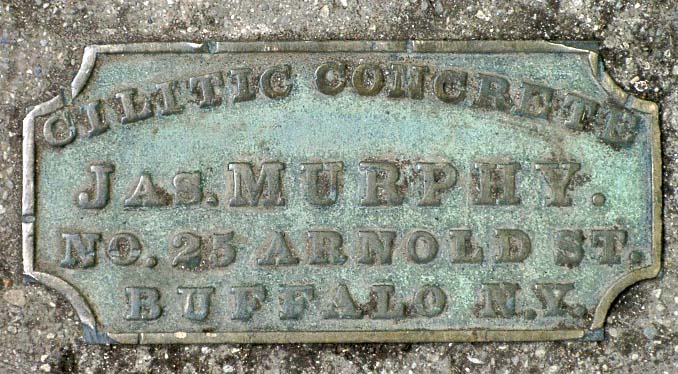 CILITIC CONCRETE
JAS. MURPHY.
NO. 25 ARNOLD ST.
BUFFALO N.Y.